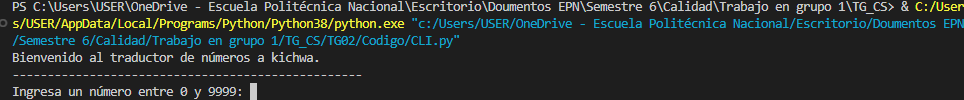 PS C:\Users\USER\OneDrive - Escuela Politécnica Nacional\Escritorio\Doumentos EPN\Semestre 6\Calidad\Trabajo en grupo 1\TG_CS> & C:/User
s/USER/AppData/Local/Programs/Python/Python38/python.exe "c:/Users/USER/OneDrive - Escuela Politécnica Nacional/Escritorio/Doumentos EPN
/Semestre 6/Calidad/Trabajo en grupo 1/TG_CS/TG02/Codigo/CLI.py"
Bienvenido al traductor de números a kichwa.
--------------------------------------------------
Ingresa un número entre 0 y 9999: